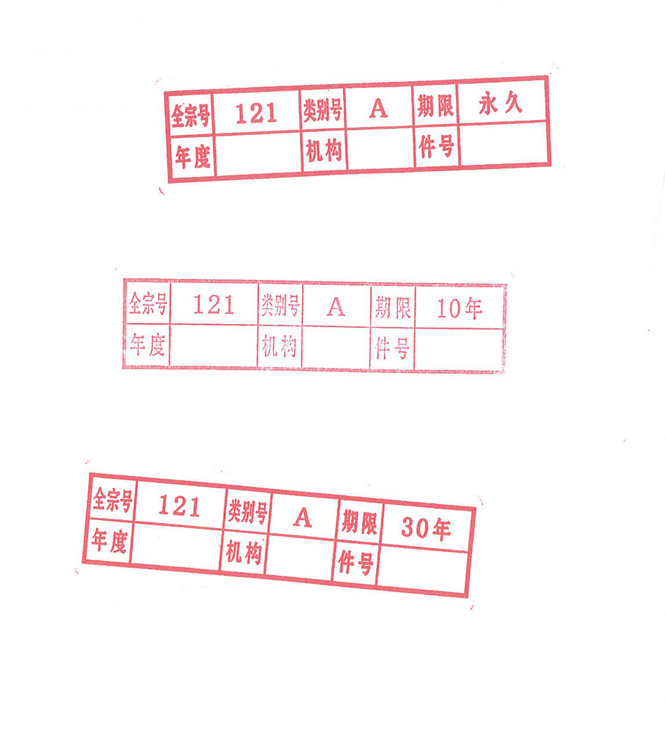 全宗号 121 类别号 A 期限 永久
年度 机构 件号
全宗号 121 类别号 A 期限 10年
年度 机构 件号
全宗号 121 类别号 A 期限 30年
年度 机构 件号